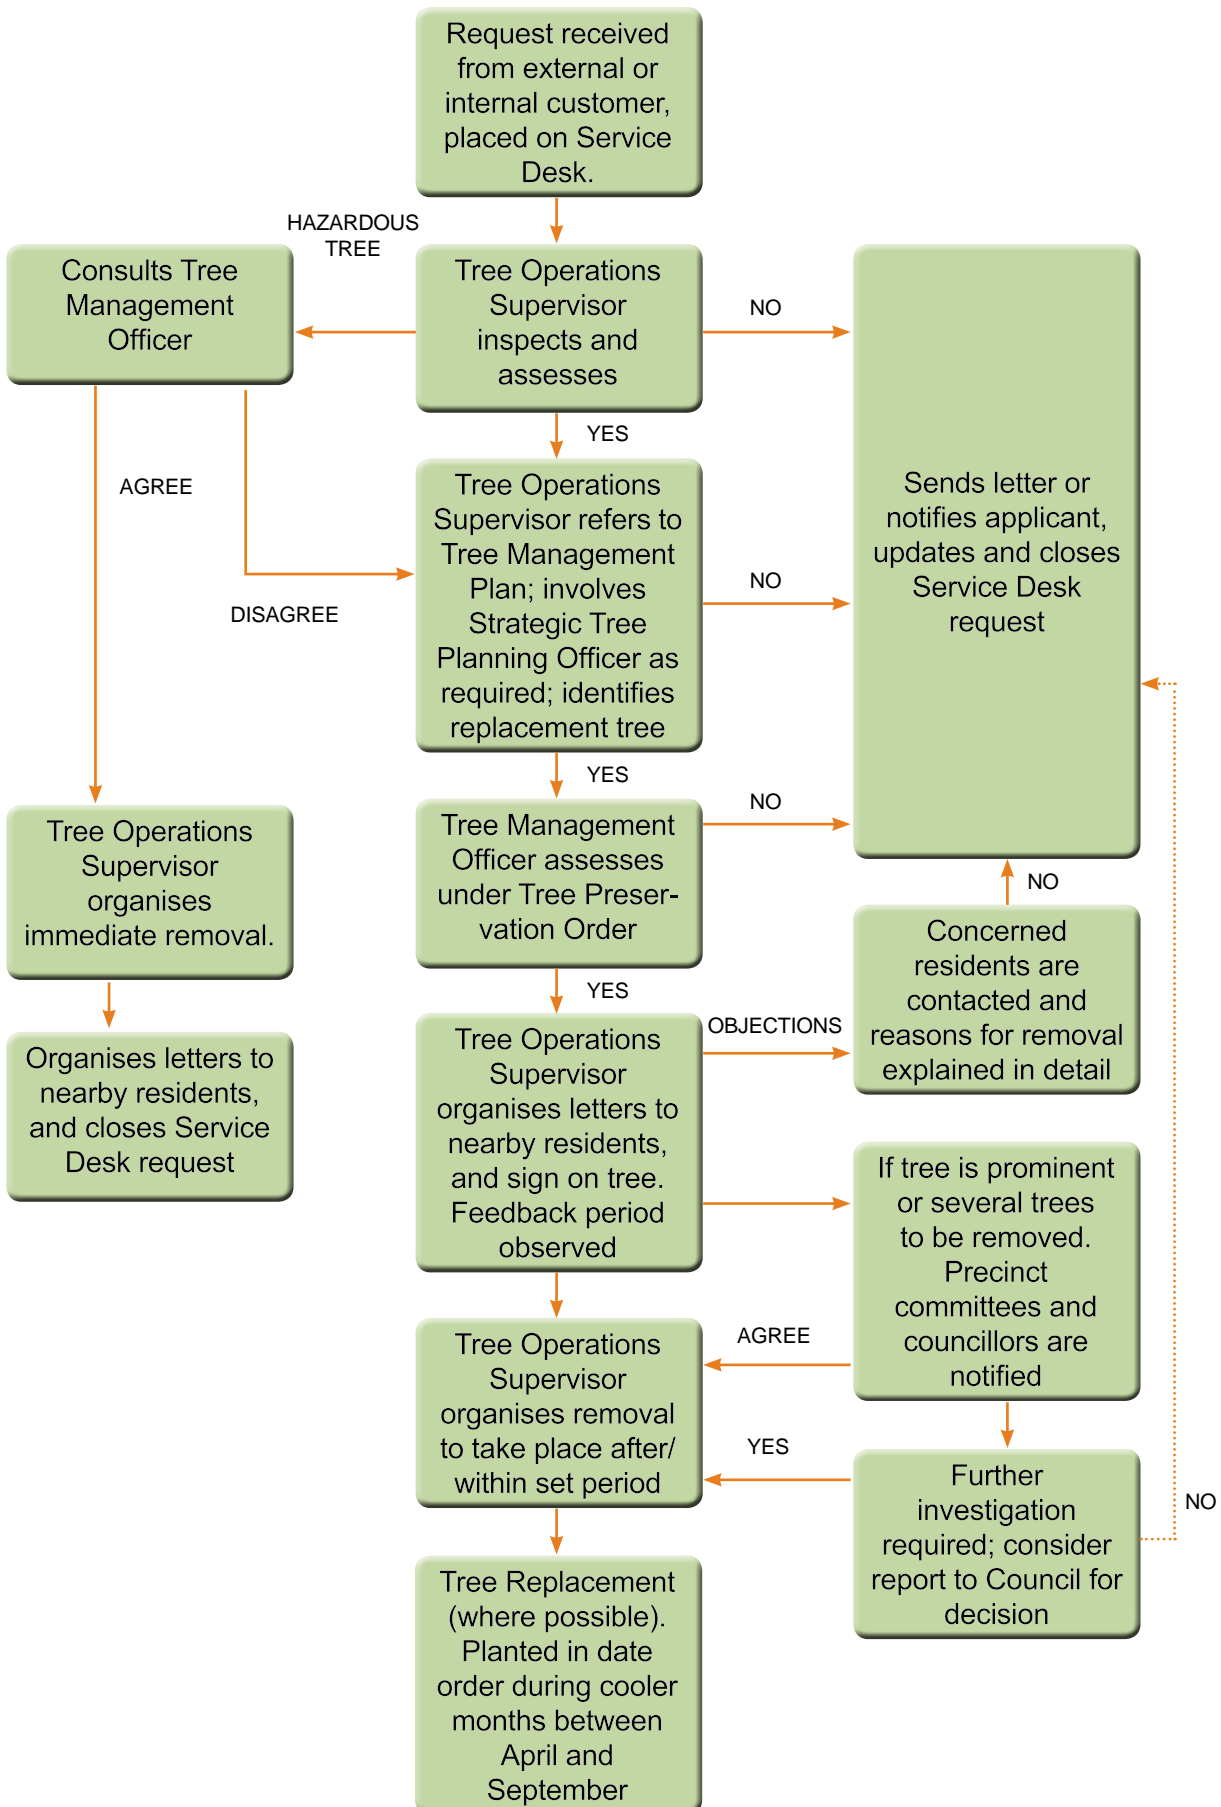 Request received
from external or
internal customer,
placed on Service
Desk.
HAZARDOUS
TREE
Consults Tree
Management
Officer
Tree Operations
Supervisor
inspects and
assesses
NO
YES
AGREE
DISAGREE
Tree Operations
Supervisor refers to
Tree Management
Plan; involves
Strategic Tree
Planning Officer as
required; identifies
replacement tree
NO
Sends letter or
notifies applicant,
updates and closes
Service Desk
request
YES
Tree Management
Officer assesses
under Tree Preser-
vation Order
NO
Tree Operations
Supervisor
organises
immediate removal.
NO
Concerned
residents are
contacted and
reasons for removal
explained in detail
YES
OBJECTIONS
Tree Operations
Supervisor
organises letters to
nearby residents,
and sign on tree.
Feedback period
observed
Organises letters to
nearby residents,
and closes Service
Desk request
If tree is prominent
or several trees
to be removed.
Precinct
committees and
councillors are
notified
AGREE
Tree Operations
Supervisor
organises removal
to take place after/
within set period
YES
Further
investigation
required; consider
report to Council for
decision
NO
Tree Replacement
(where possible).
Planted in date
order during cooler
months between
April and
September